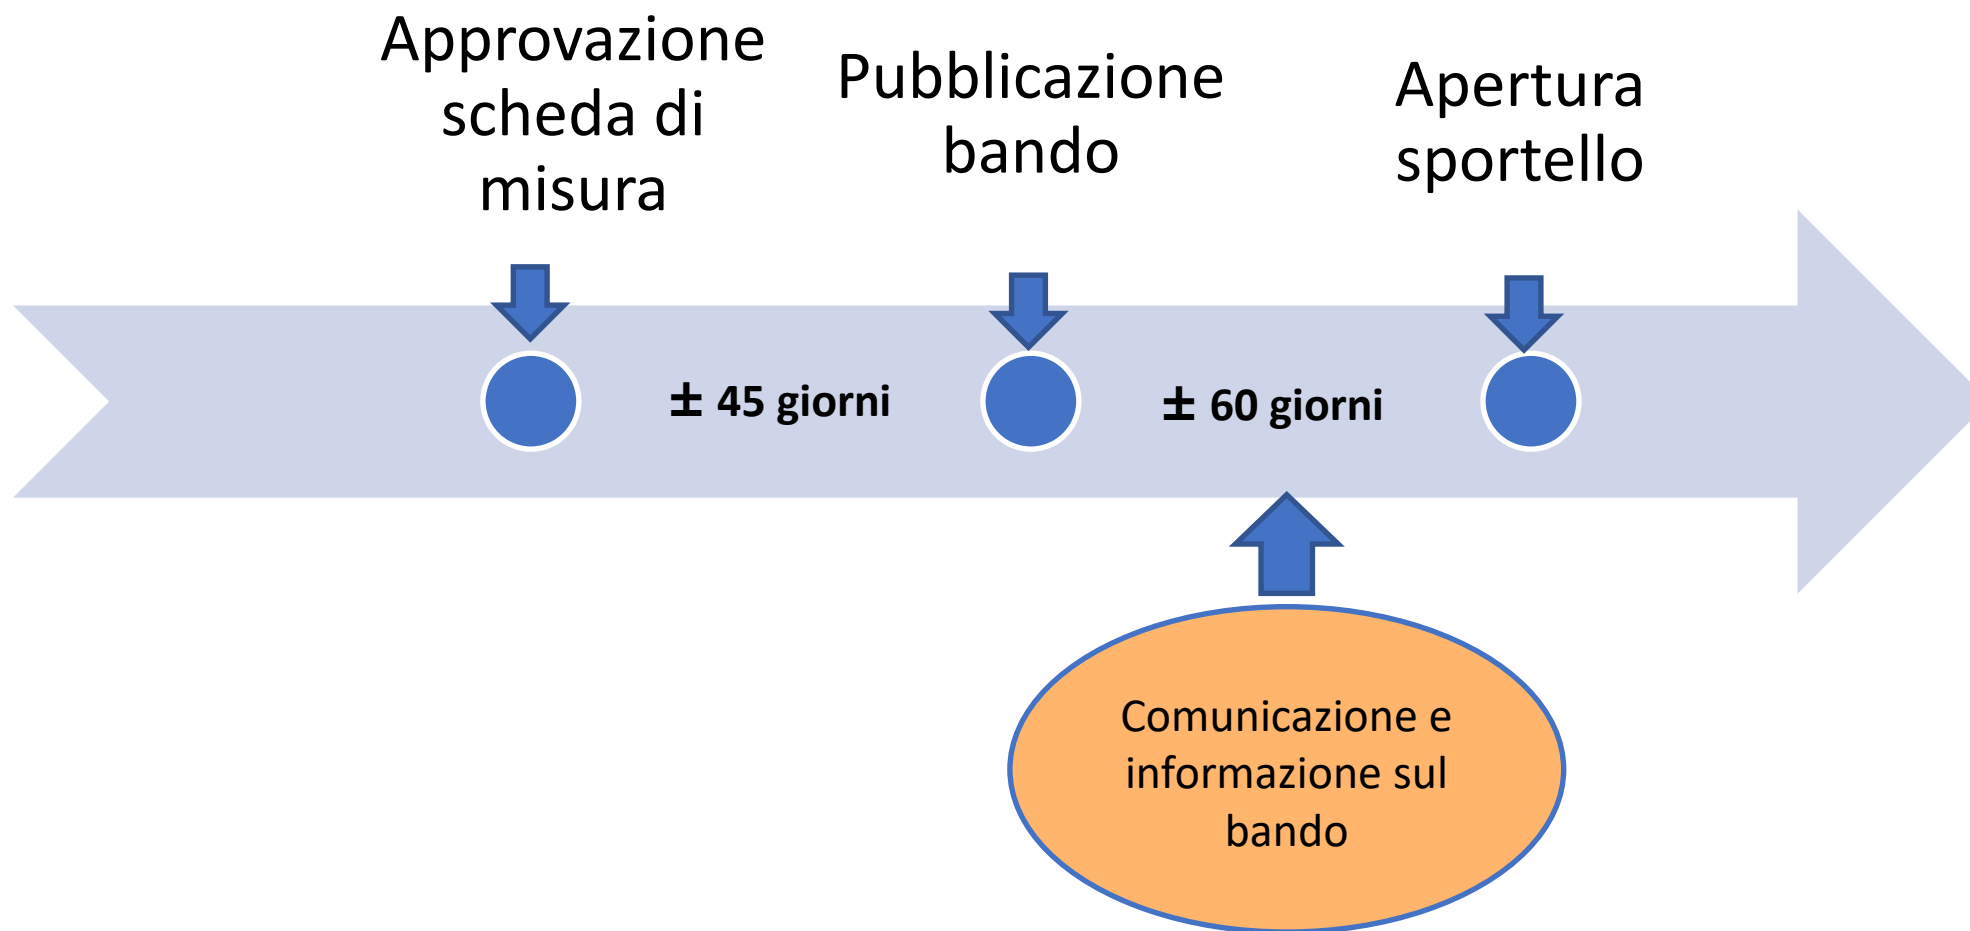 Approvazione
scheda di
misura
Pubblicazione
bando
Apertura
sportello
± 45 giorni
± 60 giorni
Comunicazione e
informazione sul
bando